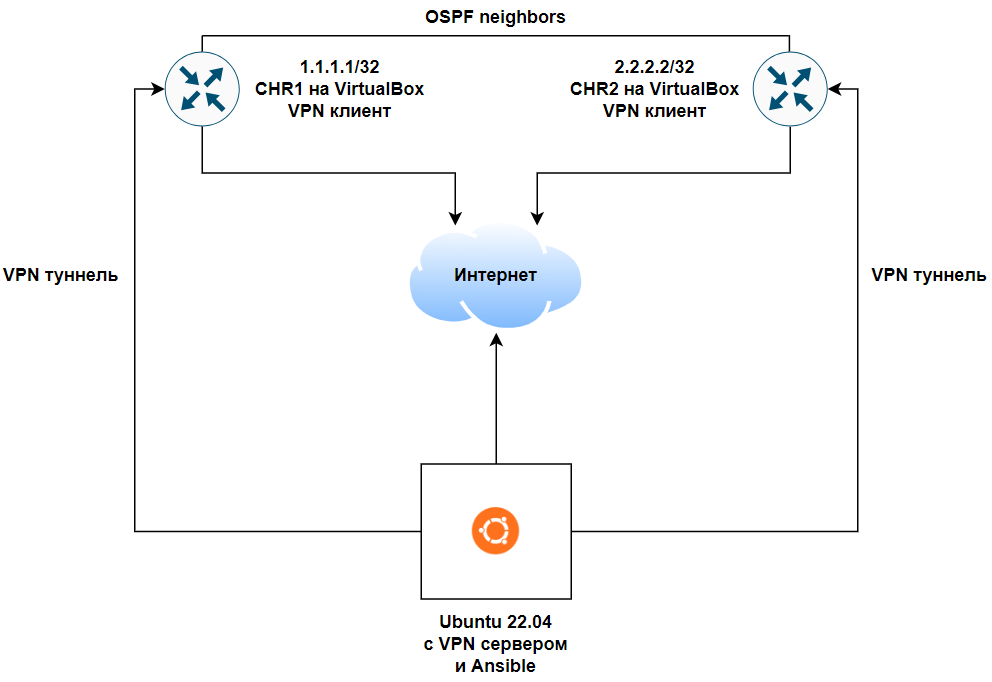 OSPF neighbors
1.1.1.1/32
CHR1 на VirtualBox
VPN клиент
2.2.2.2/32
CHR2 на VirtualBox
VPN клиент
VPN туннель
Интернет
VPN туннель
Ubuntu 22.04
с VPN сервером
и Ansible